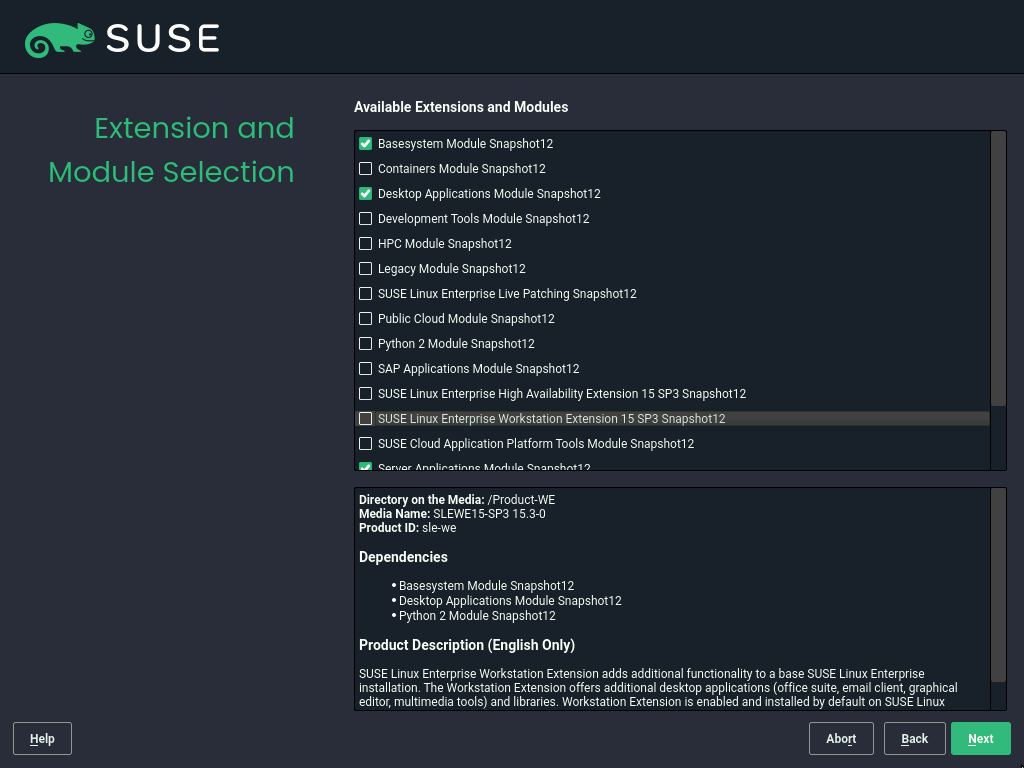 SUSE
Extension and
Module Selection
Available Extensions and Modules
Basesystem Module Snapshot12
Containers Module Snapshot12
Desktop Applications Module Snapshot12
Development Tools Module Snapshot12
HPC Module Snapshot12
Legacy Module Snapshot12
SUSE Linux Enterprise Live Patching Snapshot12
Public Cloud Module Snapshot12
Python 2 Module Snapshot12
SAP Applications Module Snapshot12
SUSE Linux Enterprise High Availability Extension 15 SP3 Snapshot12
SUSE Linux Enterprise Workstation Extension 15 SP3 Snapshot12
SUSE Cloud Application Platform Tools Module Snapshot12
Server Applications Module Snapshot12
Directory on the Media: /Product-WE
Media Name: SLEWE15-SP3 15.3-0
Product ID: sle-we
Dependencies
• Basesystem Module Snapshot12
• Desktop Applications Module Snapshot12
• Python 2 Module Snapshot12
Product Description (English Only)
SUSE Linux Enterprise Workstation Extension adds additional functionality to a base SUSE Linux Enterprise
installation. The Workstation Extension offers additional desktop applications (office suite, email client, graphical
editor, multimedia tools) and libraries. Workstation Extension is enabled and installed by default on SUSE Linux
Help
Abort
Back
Next